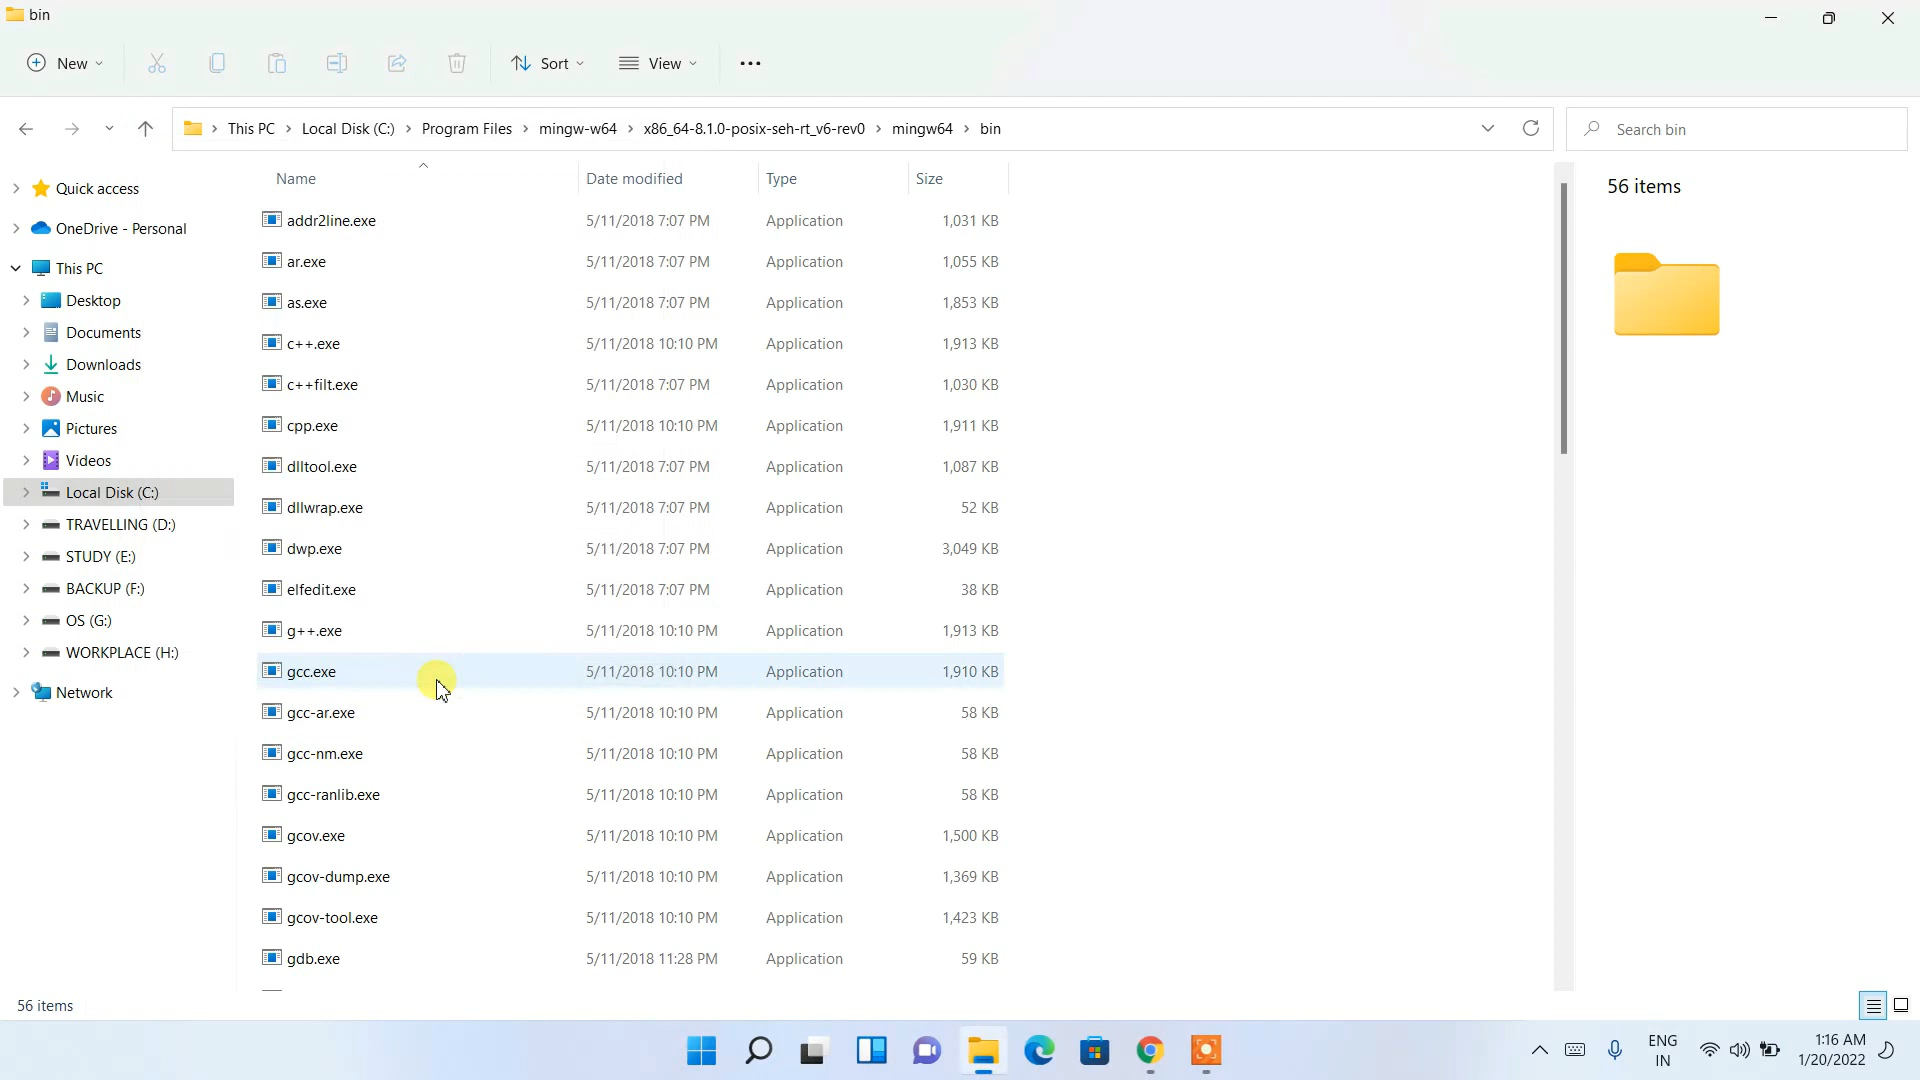 bin
New
Sort
View
This PC > Local Disk (C:) > Program Files > mingw-w64 > x86_64-8.1.0-posix-seh-rt_v6-rev0 > mingw64 > bin
Search bin
Name Date modified Type Size
56 items
Quick access
OneDrive - Personal
This PC
Desktop
Documents
Downloads
Music
Pictures
Videos
Local Disk (C:)
TRAVELLING (D:)
STUDY (E:)
BACKUP (F:)
OS (G:)
WORKPLACE (H:)
Network
addr2line.exe 5/11/2018 7:07 PM Application 1,031 KB
ar.exe 5/11/2018 7:07 PM Application 1,055 KB
as.exe 5/11/2018 7:07 PM Application 1,853 KB
c++.exe 5/11/2018 10:10 PM Application 1,913 KB
c++filt.exe 5/11/2018 7:07 PM Application 1,030 KB
cpp.exe 5/11/2018 10:10 PM Application 1,911 KB
dlltool.exe 5/11/2018 7:07 PM Application 1,087 KB
dllwrap.exe 5/11/2018 7:07 PM Application 52 KB
dwp.exe 5/11/2018 7:07 PM Application 3,049 KB
elfedit.exe 5/11/2018 7:07 PM Application 38 KB
g++.exe 5/11/2018 10:10 PM Application 1,913 KB
gcc.exe 5/11/2018 10:10 PM Application 1,910 KB
gcc-ar.exe 5/11/2018 10:10 PM Application 58 KB
gcc-nm.exe 5/11/2018 10:10 PM Application 58 KB
gcc-ranlib.exe 5/11/2018 10:10 PM Application 58 KB
gcov.exe 5/11/2018 10:10 PM Application 1,500 KB
gcov-dump.exe 5/11/2018 10:10 PM Application 1,369 KB
gcov-tool.exe 5/11/2018 10:10 PM Application 1,423 KB
gdb.exe 5/11/2018 11:28 PM Application 59 KB
56 items
ENG
IN
1:16 AM
1/20/2022